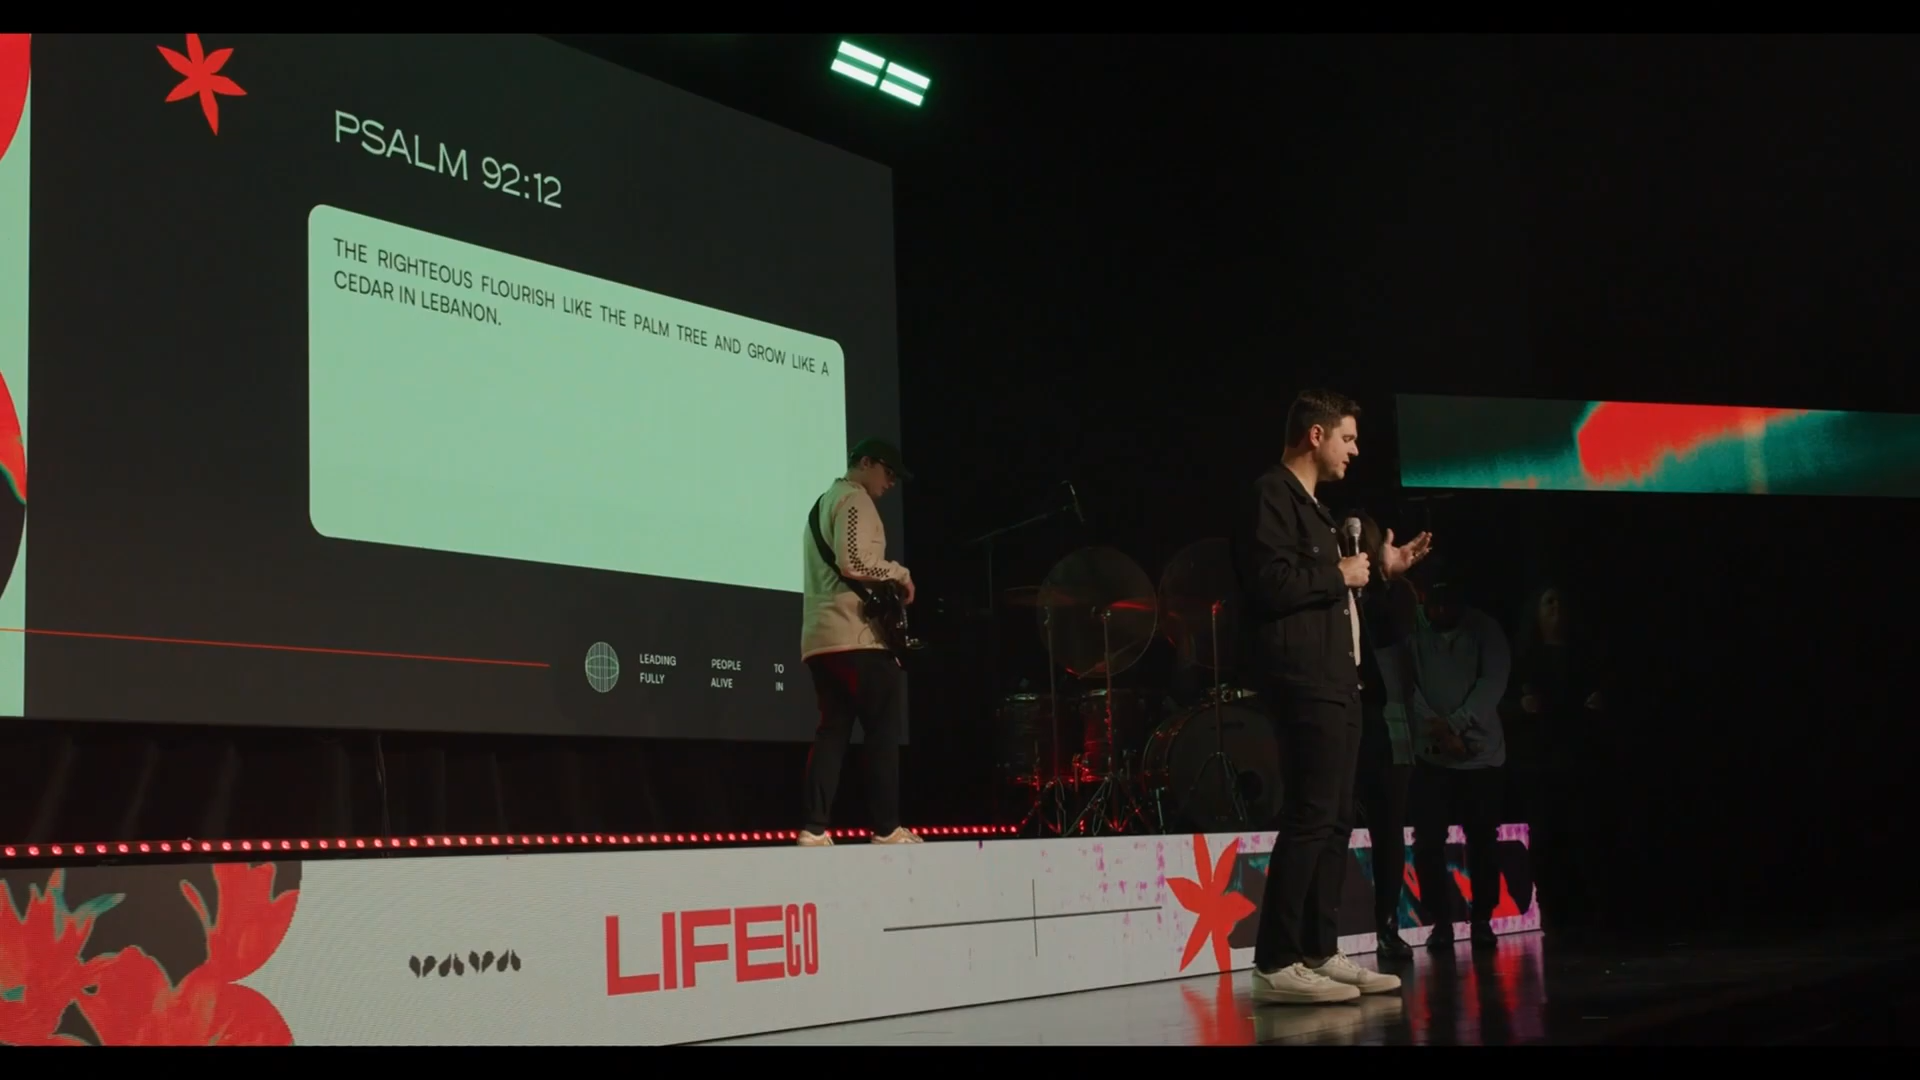 PSALM 92:12
THE RIGHTEOUS FLOURISH LIKE THE PALM TREE AND GROW LIKE A
CEDAR IN LEBANON.
LEADING PEOPLE TO
FULLY ALIVE IN
LIFECO